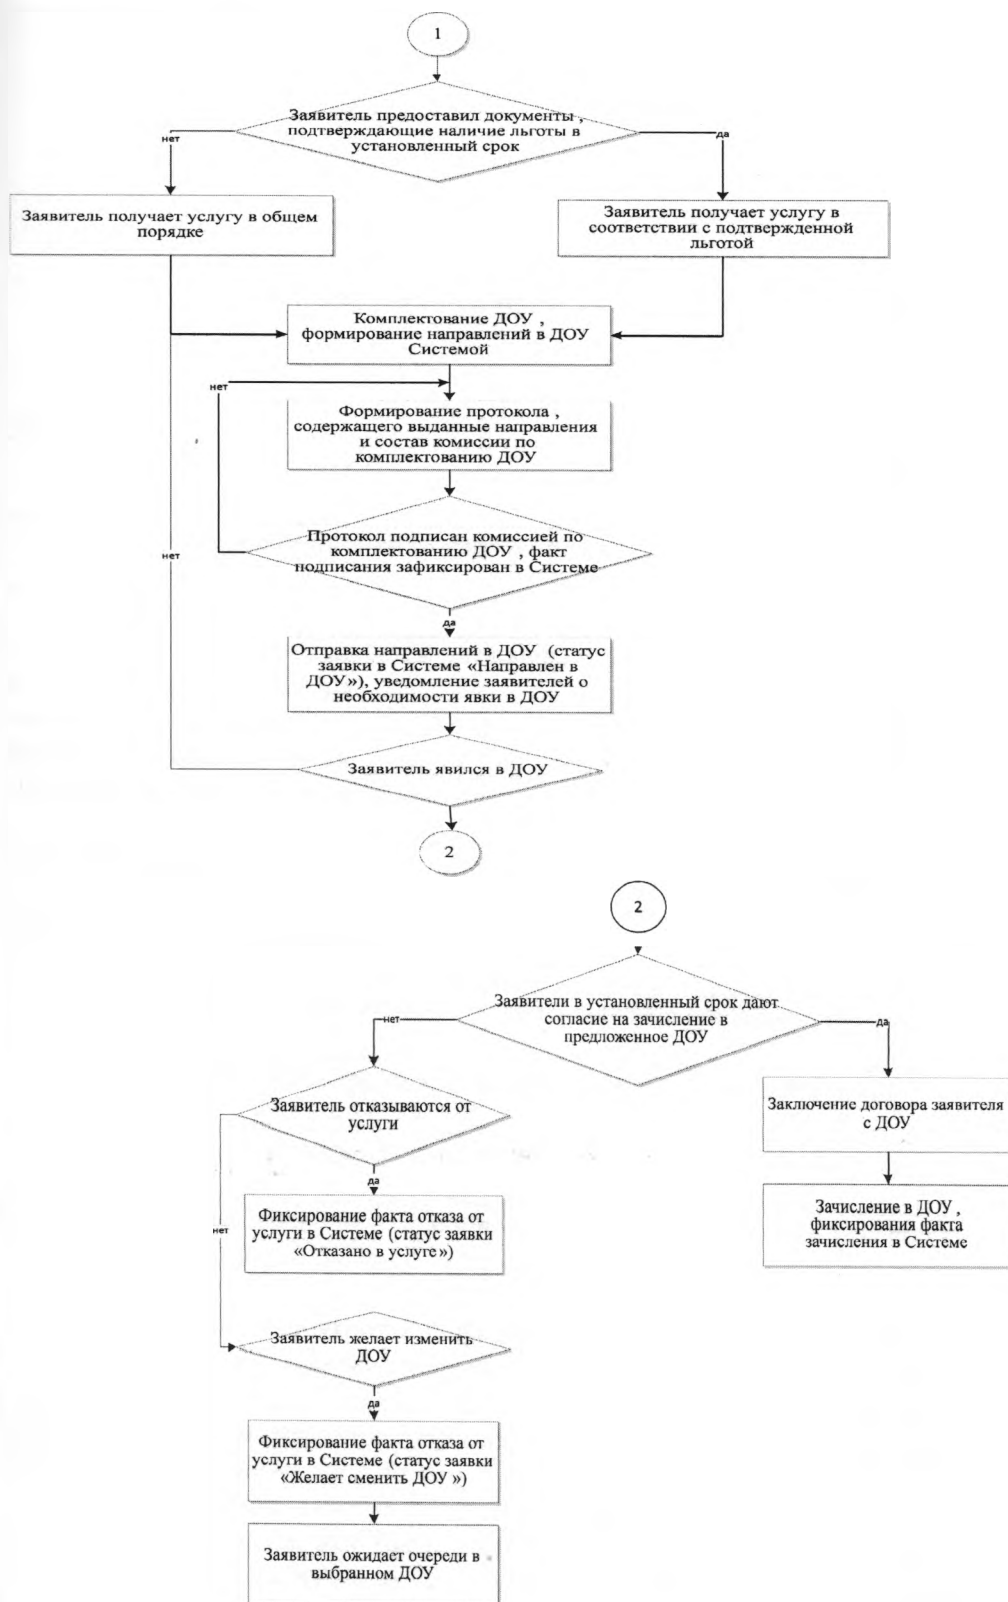 1
Заявитель предоставил документы ,
подтверждающие наличие льготы в
установленный срок
нет
да
Заявитель получает услугу в общем
порядке
Заявитель получает услугу в
соответствии с подтвержденной
льготой
Комплектование ДОУ ,
формирование направлений в ДОУ
Системой
нет
Формирование протокола ,
содержащего выданные направления
и состав комиссии по
комплектованию ДОУ
Протокол подписан комиссией по
комплектованию ДОУ , факт
подписания зафиксирован в Системе
нет
да
Отправка направлений в ДОУ (статус
заявки в Системе «Направлен в
ДОУ»), уведомление заявителей о
необходимости явки в ДОУ
Заявитель явился в ДОУ
2
2
Заявители в установленный срок дают
согласие на зачисление в
предложенное ДОУ
нет
да
Заявитель отказываются от
услуги
Заключение договора заявителя
с ДОУ
да
Фиксирование факта отказа от
услуги в Системе (статус заявки
«Отказано в услуге»)
Зачисление в ДОУ ,
фиксирования факта
зачисления в Системе
нет
Заявитель желает изменить
ДОУ
да
Фиксирование факта отказа от
услуги в Системе (статус заявки
«Желает сменить ДОУ »)
Заявитель ожидает очереди в
выбранном ДОУ